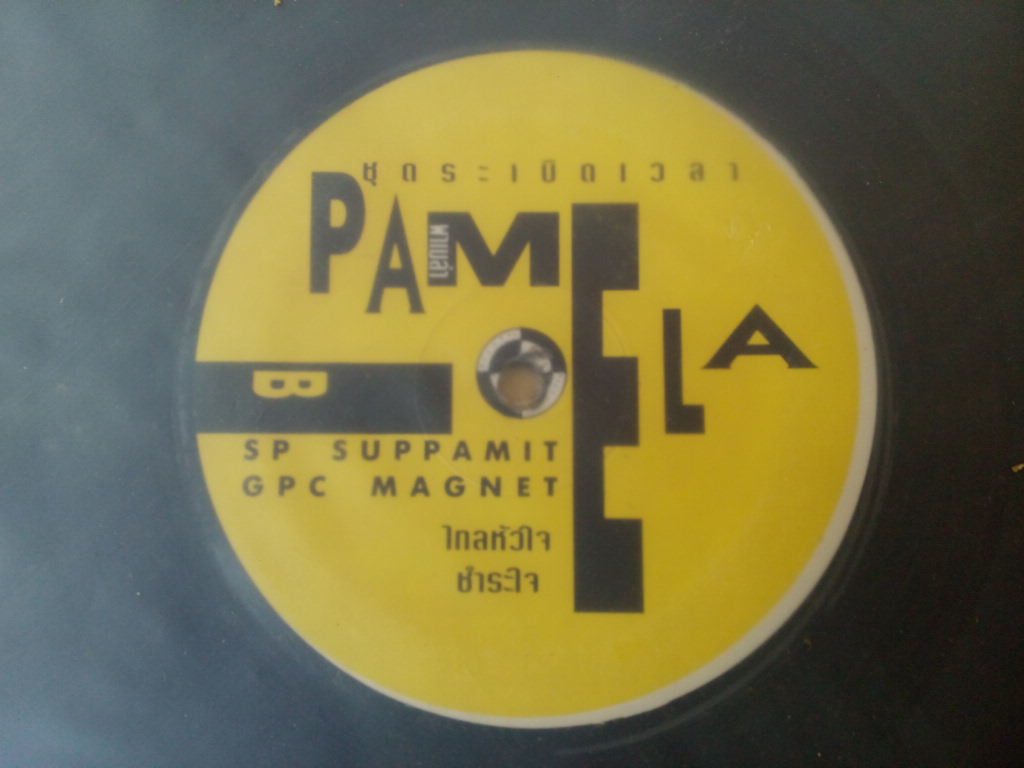 ชุดระเบิดเวลา
PAMELA
พาเมล่า
B
SP SUPPAMIT
GPC MAGNET
ไกลหัวใจ
ชำระใจ